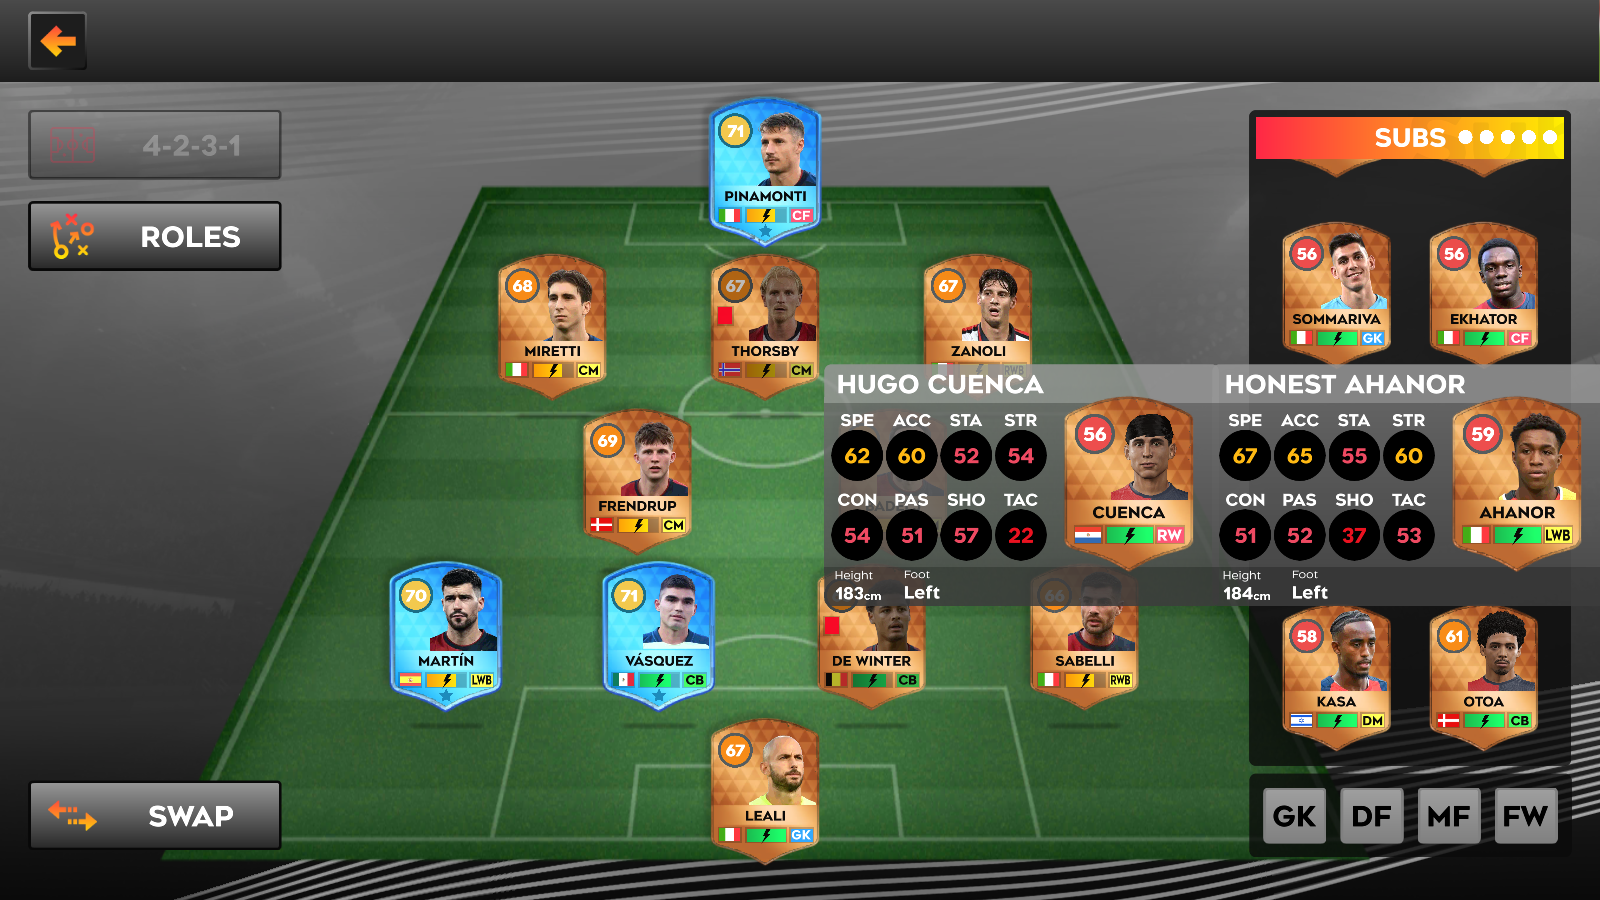 4-2-3-1
ROLES
SWAP
71
PINAMONTI
CF
68
MIRETTI
CM
67
THORSBY
CM
67
ZANOLI
RWB
69
FRENDRUP
CM
70
MARTÍN
LWB
71
VÁSQUEZ
CB
DE WINTER
CB
66
SABELLI
RWB
67
LEALI
GK
SUBS
56
SOMMARIVA
GK
56
EKHATOR
CF
HUGO CUENCA
SPE ACC STA STR
62 60 52 54
CON PAS SHO TAC
54 51 57 22
Height Foot
183cm Left
56
CUENCA
RW
HONEST AHANOR
SPE ACC STA STR
67 65 55 60
CON PAS SHO TAC
51 52 37 53
Height Foot
184cm Left
59
AHANOR
LWB
58
KASA
DM
61
OTOA
CB
GK DF MF FW